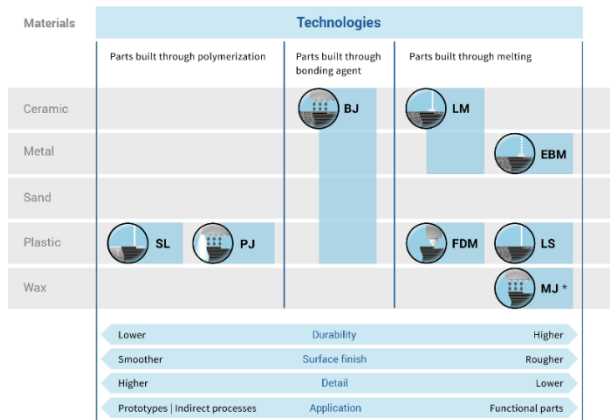 Materials
Technologies
Parts built through polymerization
Parts built through
bonding agent
Parts built through melting
Ceramic
BJ
LM
Metal
EBM
Sand
Plastic
SL
PJ
FDM
LS
Wax
MJ *
Lower
Durability
Higher
Smoother
Surface finish
Rougher
Higher
Detail
Lower
Prototypes | Indirect processes
Application
Functional parts